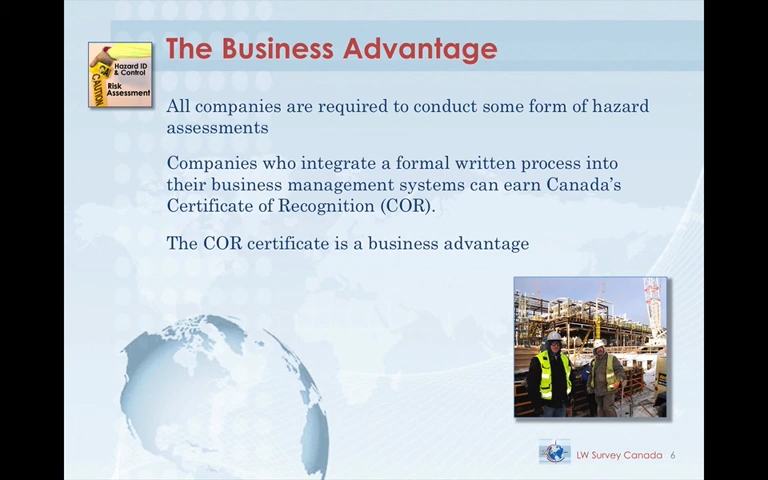 The Business Advantage
Hazard ID
& Control
Risk
Assessment
CAUTION
All companies are required to conduct some form of hazard
assessments
Companies who integrate a formal written process into
their business management systems can earn Canada's
Certificate of Recognition (COR).
The COR certificate is a business advantage
LW Survey Canada 6